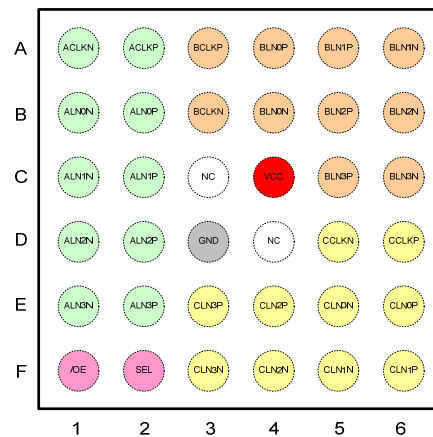 A ACLKN ACLKP BCLKP BLN0P BLN1P BLN1N
B ALN0N ALN0P BCLKN BLN0N BLN2P BLN2N
C ALN1N ALN1P NC VCC BLN3P BLN3N
D ALN2N ALN2P GND NC CCLKN CCLKP
E ALN3N ALN3P CLN3P CLN2P CLN0N CLN0P
F /OE SEL CLN3N CLN2N CLN1N CLN1P
1 2 3 4 5 6